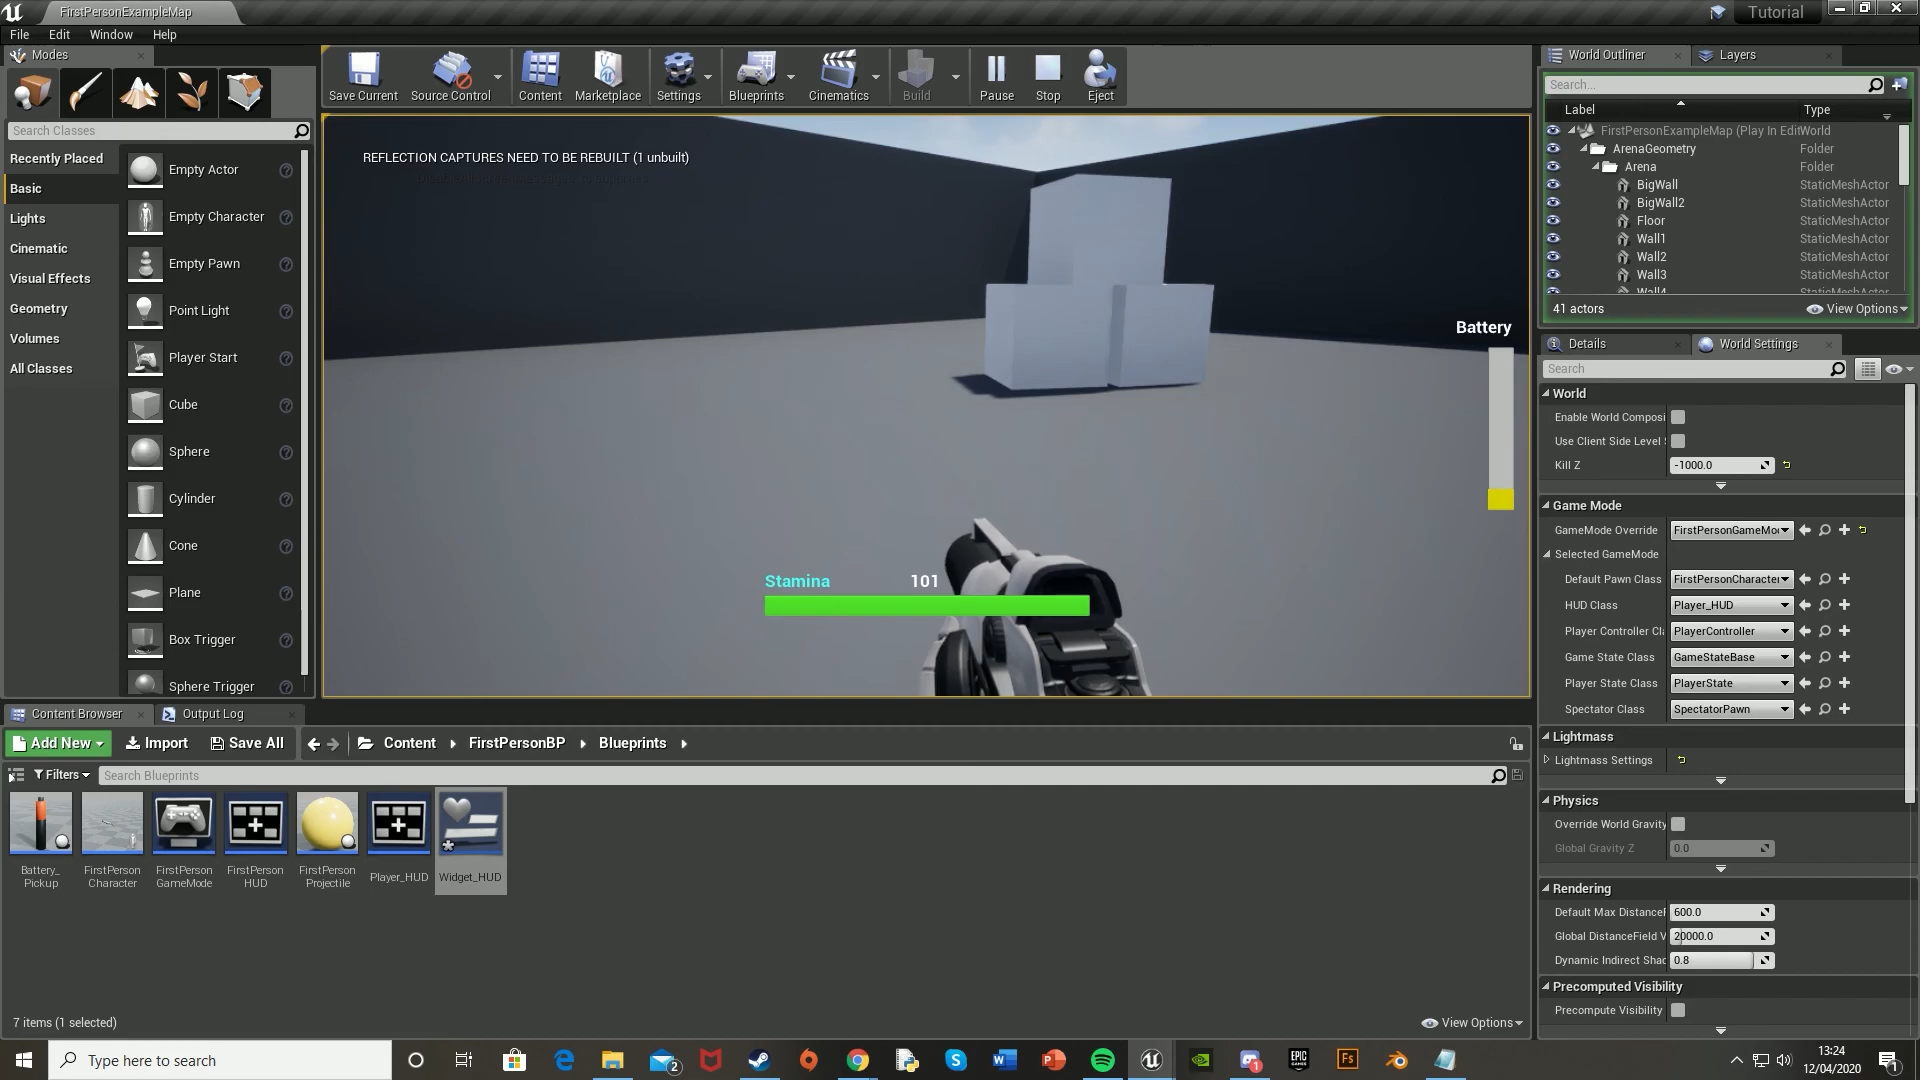 FirstPersonExampleMap
Tutorial
File Edit Window Help
Modes
Save Current
Source Control
Content
Marketplace
Settings
Blueprints
Cinematics
Build
Pause
Stop
Eject
World Outliner
Layers
Search...
Label
Type
FirstPersonExampleMap (Play In Edit World
ArenaGeometry Folder
Arena Folder
BigWall StaticMeshActor
BigWall2 StaticMeshActor
Floor StaticMeshActor
Wall1 StaticMeshActor
Wall2 StaticMeshActor
Wall3 StaticMeshActor
Wall4 StaticMeshActor
41 actors
View Options
Search Classes
Recently Placed
Basic
Lights
Cinematic
Visual Effects
Geometry
Volumes
All Classes
Empty Actor
Empty Character
Empty Pawn
Point Light
Player Start
Cube
Sphere
Cylinder
Cone
Plane
Box Trigger
Sphere Trigger
REFLECTION CAPTURES NEED TO BE REBUILT (1 unbuilt)
Battery
Stamina 101
Details
World Settings
Search
World
Enable World Composi
Use Client Side Level
Kill Z -1000.0
Game Mode
GameMode Override FirstPersonGameMo
Selected GameMode
Default Pawn Class FirstPersonCharacter
HUD Class Player_HUD
Player Controller Cl PlayerController
Game State Class GameStateBase
Player State Class PlayerState
Spectator Class SpectatorPawn
Lightmass
Lightmass Settings
Physics
Override World Gravity
Global Gravity Z 0.0
Rendering
Default Max DistanceF 600.0
Global DistanceField V 20000.0
Dynamic Indirect Shad 0.8
Precomputed Visibility
Precompute Visibility
Content Browser
Output Log
Add New
Import
Save All
Content
FirstPersonBP
Blueprints
Filters
Search Blueprints
Battery_
Pickup
FirstPerson
Character
FirstPerson
GameMode
FirstPerson
HUD
FirstPerson
Projectile
Player_HUD
Widget_HUD
7 items (1 selected)
View Options
Type here to search
2
EPIC
GAMES
Fs
1
13:24
12/04/2020
1